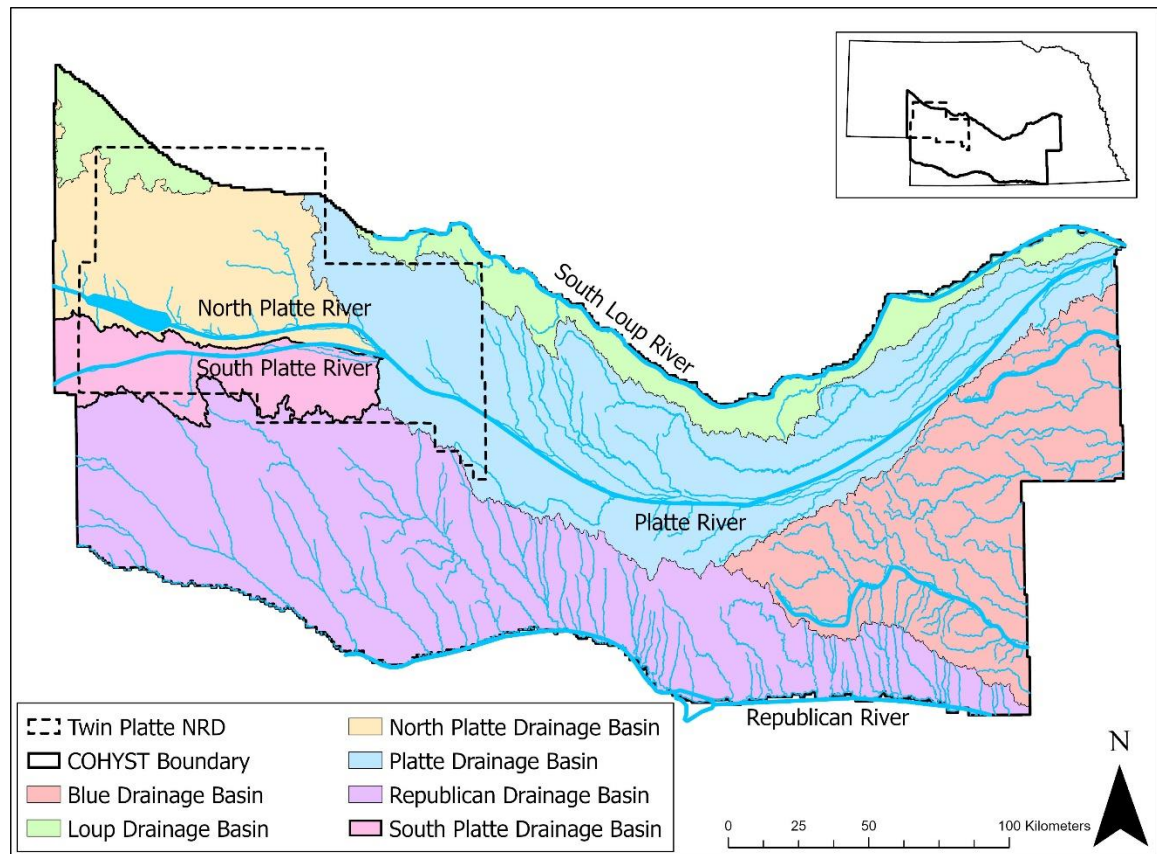 North Platte River
South Platte River
South Loup River
Platte River
Republican River
Twin Platte NRD
COHYST Boundary
Blue Drainage Basin
Loup Drainage Basin
North Platte Drainage Basin
Platte Drainage Basin
Republican Drainage Basin
South Platte Drainage Basin
N
0 25 50 100 Kilometers